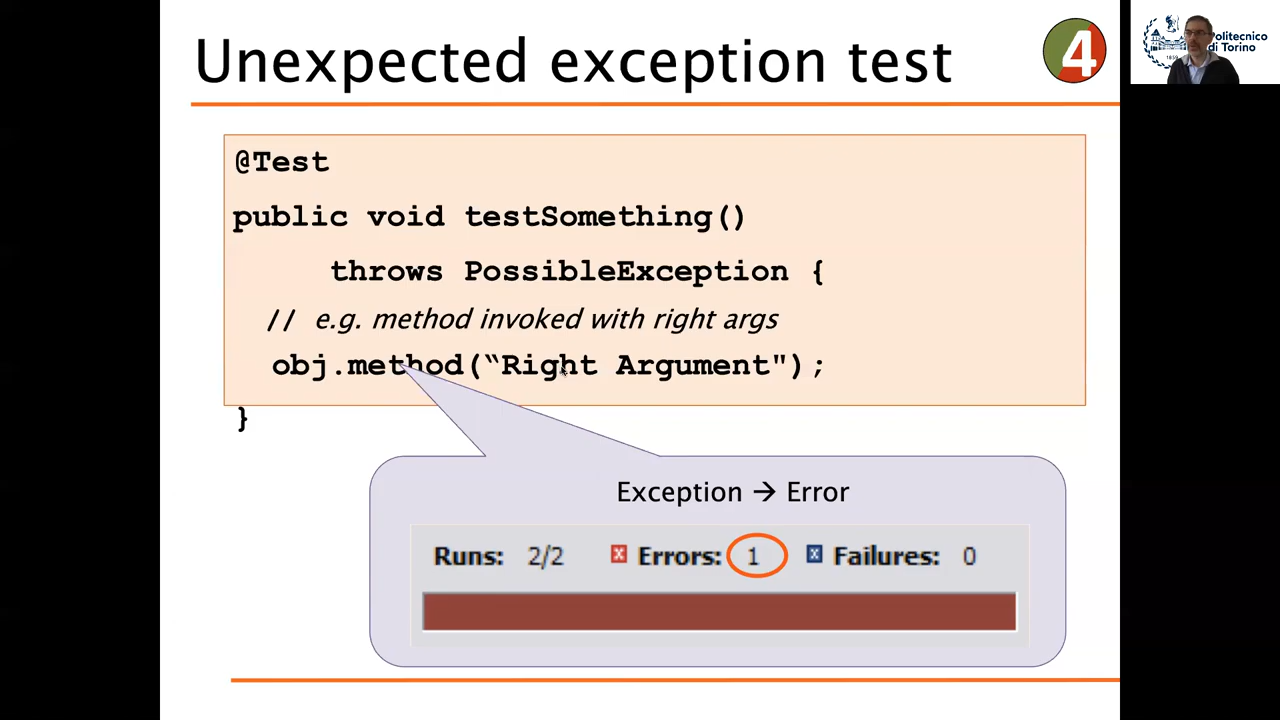 Unexpected exception test
4
Politecnico
di Torino
1859
@Test
public void testSomething()
throws PossibleException {
// e.g. method invoked with right args
obj.method(“Right Argument");
}
Exception → Error
Runs: 2/2 Errors: 1 Failures: 0